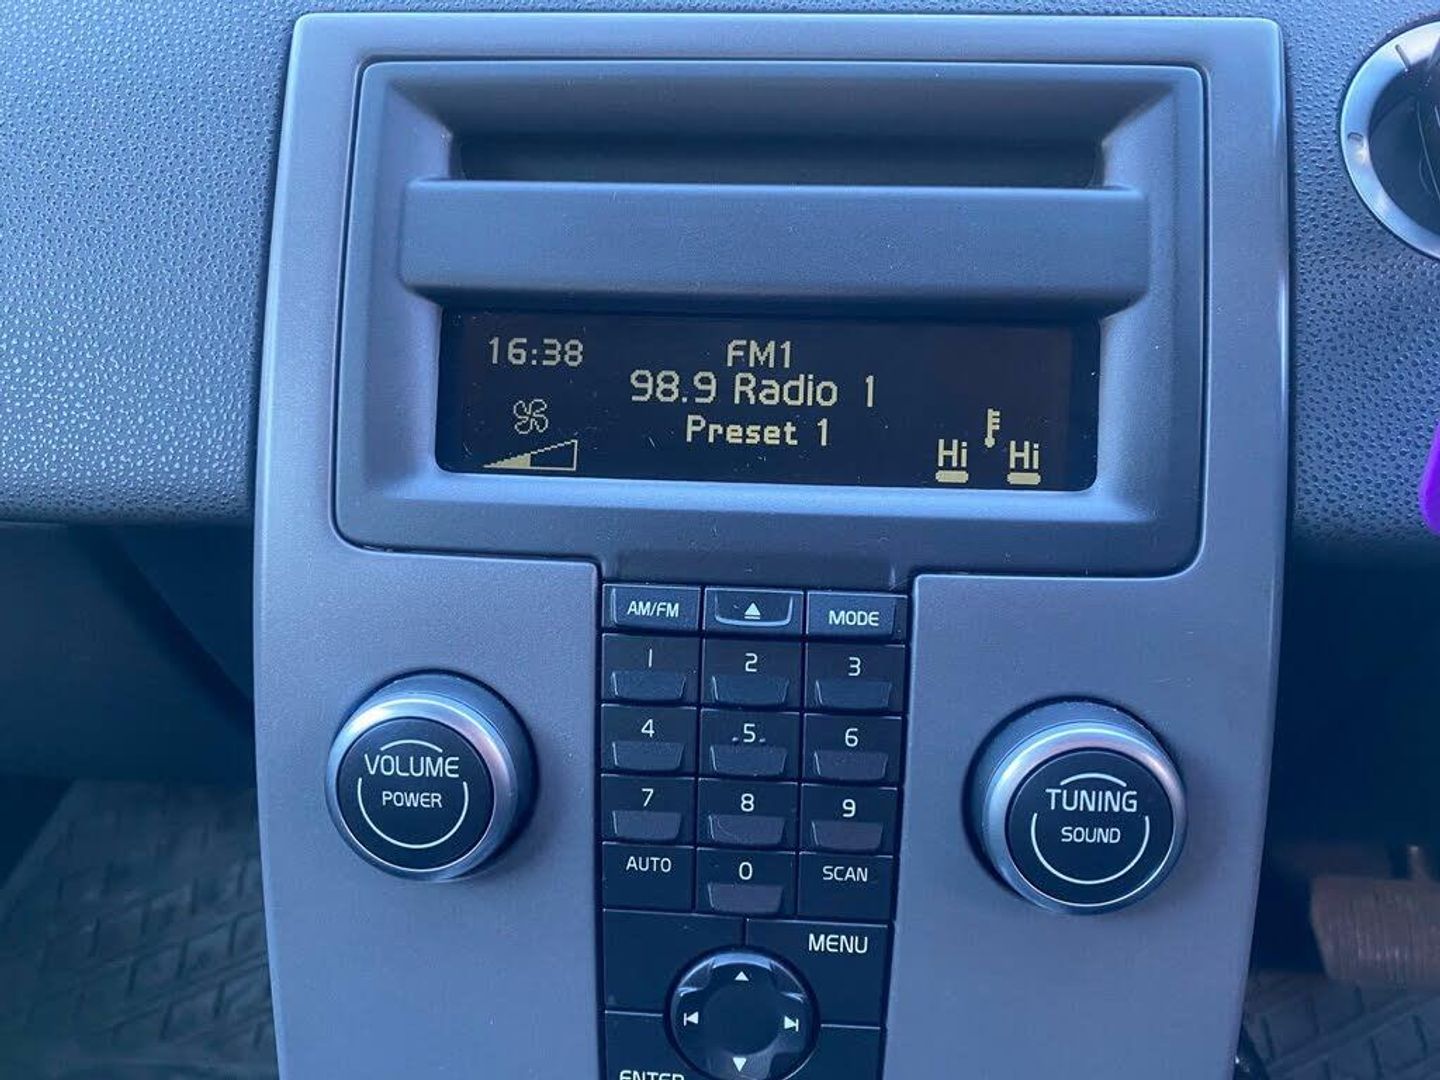 16:38
FM1
98.9 Radio 1
Preset 1
Hi Hi
AM/FM
MODE
1 2 3
4 5 6
7 8 9
AUTO 0 SCAN
VOLUME
POWER
TUNING
SOUND
MENU
ENTER